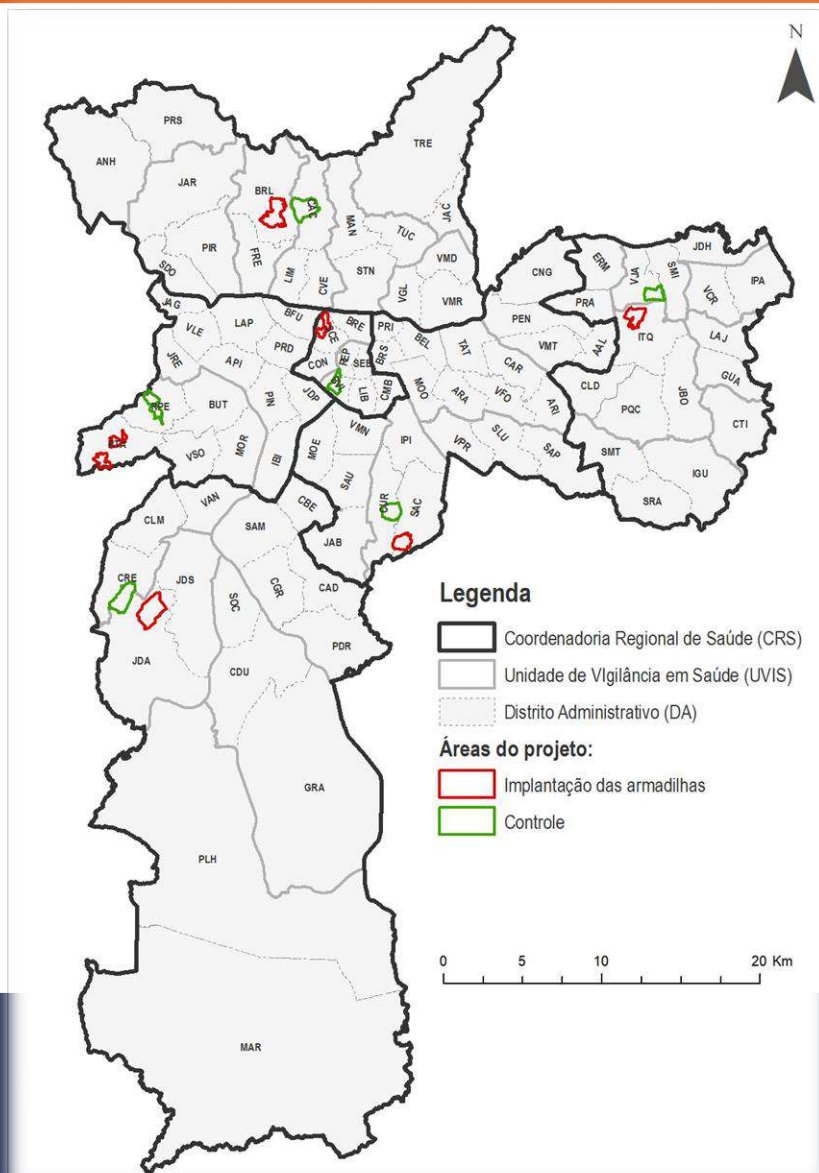 N
PRS
TRE
ANH
JAR
BRL
CAC
MAN
JAC
PIR
TUC
FRE
SDO
LIM
CVE
STN
VMD
VGL
VMR
JDH
ERM
VJA
SMI
CNG
IPA
VCR
JAG
PRA
PEN
BFU
LAP
VLE
BRE
PRI
ITQ
LAJ
BEL
PRD
REP
TAT
VMT
AAL
JRE
API
CON
SEE
BRS
CAR
GUA
CLD
JDP
LIB
CMB
MOO
ARA
VFO
ARI
JBO
RPE
BUT
PIN
PQC
CTI
VMN
IPI
VSO
MOR
IBI
MOE
VPR
SLU
SAP
SMT
IGU
SAU
SRA
VAN
CLM
CBE
CUR
SAC
SAM
JAB
CRE
JDS
SOC
CGR
CAD
JDA
PDR
CDU
GRA
PLH
MAR
Legenda
Coordenadoria Regional de Saúde (CRS)
Unidade de VIgilância em Saúde (UVIS)
Distrito Administrativo (DA)
Áreas do projeto:
Implantação das armadilhas
Controle
0 5 10 20 Km